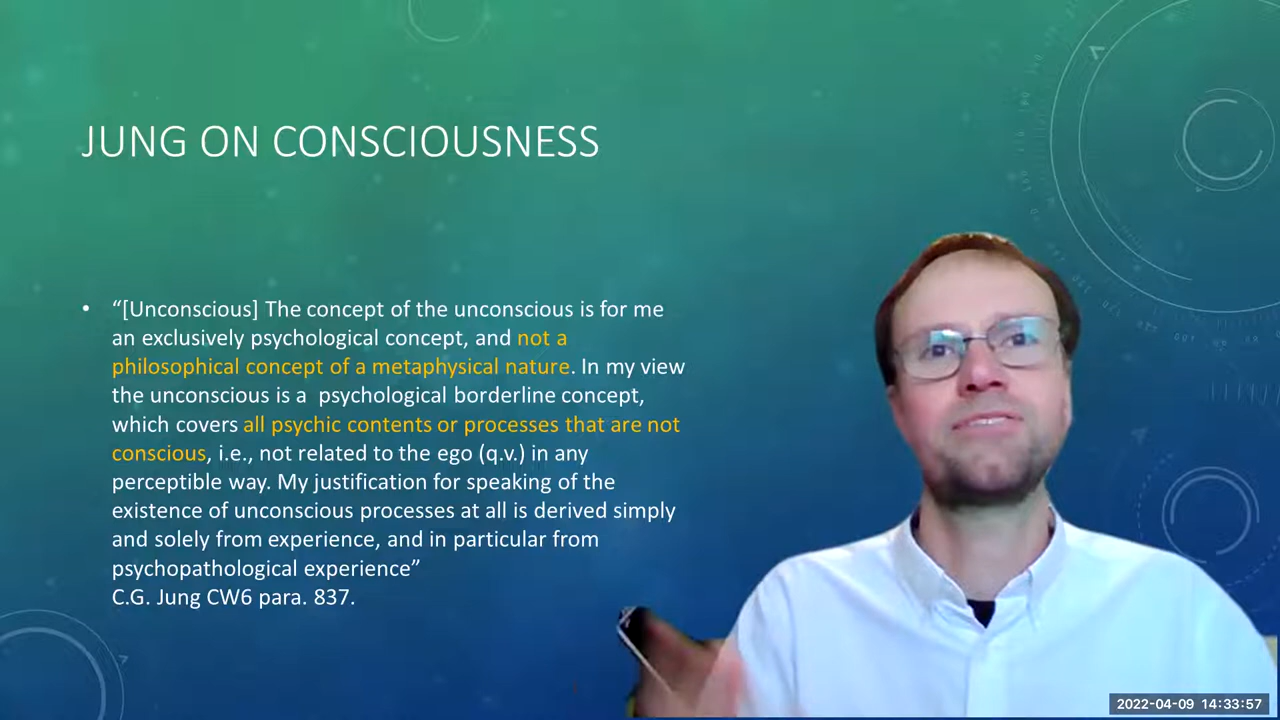 JUNG ON CONSCIOUSNESS
• “[Unconscious] The concept of the unconscious is for me
an exclusively psychological concept, and not a
philosophical concept of a metaphysical nature. In my view
the unconscious is a  psychological borderline concept,
which covers all psychic contents or processes that are not
conscious, i.e., not related to the ego (q.v.) in any
perceptible way. My justification for speaking of the
existence of unconscious processes at all is derived simply
and solely from experience, and in particular from
psychopathological experience”
C.G. Jung CW6 para. 837.
2022-04-09 14:33:57